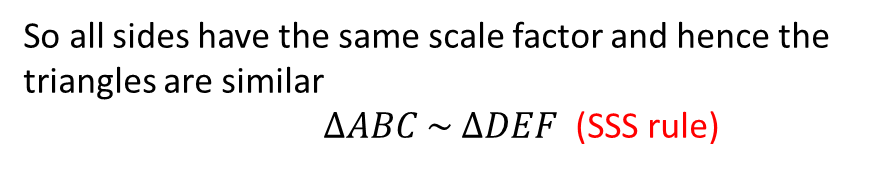 So all sides have the same scale factor and hence the
triangles are similar
ΔABC ~ ΔDEF (SSS rule)